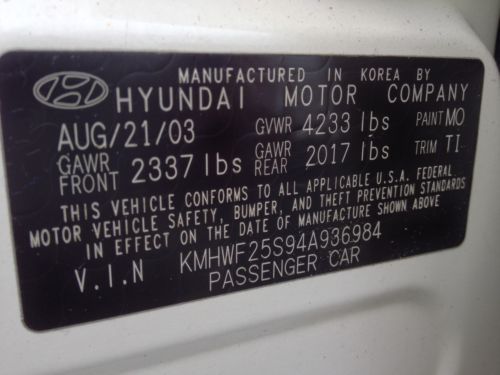 MANUFACTURED IN KOREA BY
HYUNDAI MOTOR COMPANY
AUG/21/03 GVWR 4233 lbs PAINT MO
GAWR FRONT 2337 lbs GAWR REAR 2017 lbs TRIM TI
THIS VEHICLE CONFORMS TO ALL APPLICABLE U.S.A. FEDERAL
MOTOR VEHICLE SAFETY, BUMPER, AND THEFT PREVENTION STANDARDS
IN EFFECT ON THE DATE OF MANUFACTURE SHOWN ABOVE
V.I.N KMHWF25S94A936984
PASSENGER CAR